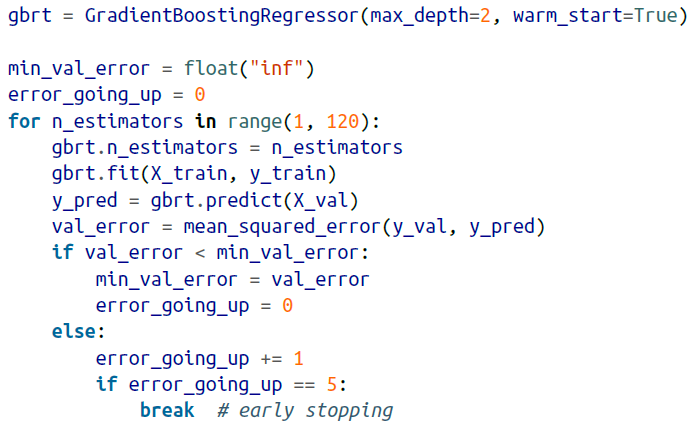 gbrt = GradientBoostingRegressor(max_depth=2, warm_start=True)

min_val_error = float("inf")
error_going_up = 0
for n_estimators in range(1, 120):
    gbrt.n_estimators = n_estimators
    gbrt.fit(X_train, y_train)
    y_pred = gbrt.predict(X_val)
    val_error = mean_squared_error(y_val, y_pred)
    if val_error < min_val_error:
        min_val_error = val_error
        error_going_up = 0
    else:
        error_going_up += 1
        if error_going_up == 5:
            break  # early stopping